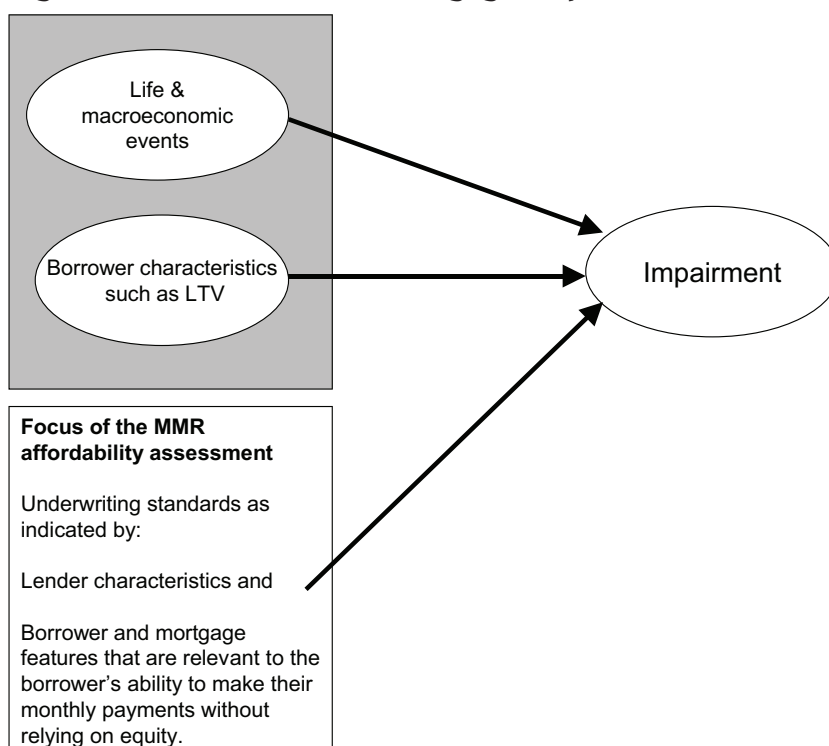 Life &
macroeconomic
events
Borrower characteristics
such as LTV
Impairment
Focus of the MMR
affordability assessment
Underwriting standards as
indicated by:
Lender characteristics and
Borrower and mortgage
features that are relevant to the
borrower’s ability to make their
monthly payments without
relying on equity.